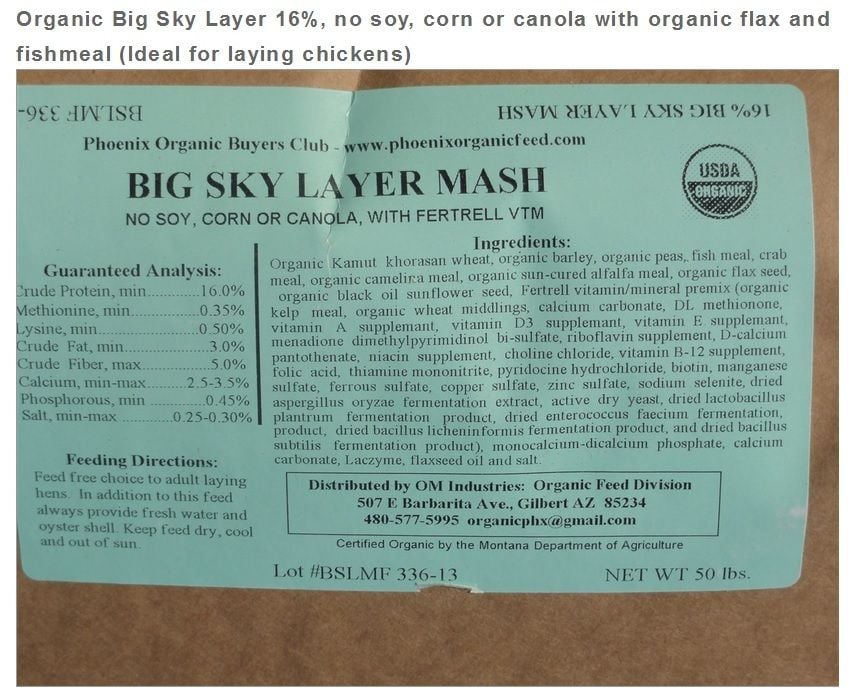 Organic Big Sky Layer 16%, no soy, corn or canola with organic flax and
fishmeal (Ideal for laying chickens)
BSLMF 336-
16% BIG SKY LAYER MASH
Phoenix Organic Buyers Club - www.phoenixorganicfeed.com
BIG SKY LAYER MASH
USDA
ORGANIC
NO SOY, CORN OR CANOLA, WITH FERTRELL VTM
Guaranteed Analysis:
Crude Protein, min..............16.0%
Methionine, min.................0.35%
Lysine, min.......................0.50%
Crude Fat, min....................3.0%
Crude Fiber, max................5.0%
Calcium, min-max........2.5-3.5%
Phosphorous, min ............0.45%
Salt, min-max ...........0.25-0.30%
Feeding Directions:
Feed free choice to adult laying
hens. In addition to this feed
always provide fresh water and
oyster shell. Keep feed dry, cool
and out of sun.
Ingredients:
Organic Kamut khorasan wheat, organic barley, organic peas, fish meal, crab
meal, organic camelina meal, organic sun-cured alfalfa meal, organic flax seed,
organic black oil sunflower seed, Fertrell vitamin/mineral premix (organic
kelp meal, organic wheat middlings, calcium carbonate, DL methionone,
vitamin A supplemant, vitamin D3 supplemant, vitamin E supplemant,
menadione dimethylpyrimidinol bi-sulfate, riboflavin supplement, D-calcium
pantothenate, niacin supplement, choline chloride, vitamin B-12 supplement,
folic acid, thiamine mononitrite, pyridocine hydrochloride, biotin, manganese
sulfate, ferrous sulfate, copper sulfate, zinc sulfate, sodium selenite, dried
aspergillus oryzae fermentation extract, active dry yeast, dried lactobacillus
plantrum fermentation product, dried enterococcus faecium fermentation,
product, dried bacillus licheninformis fermentation product, and dried bacillus
subtilis fermentation product), monocalcium-dicalcium phosphate, calcium
carbonate, Laczyme, flaxseed oil and salt.
Distributed by OM Industries: Organic Feed Division
507 E Barbarita Ave., Gilbert AZ 85234
480-577-5995 organicphx@gmail.com
Certified Organic by the Montana Department of Agriculture
Lot #BSLMF 336-13
NET WT 50 lbs.